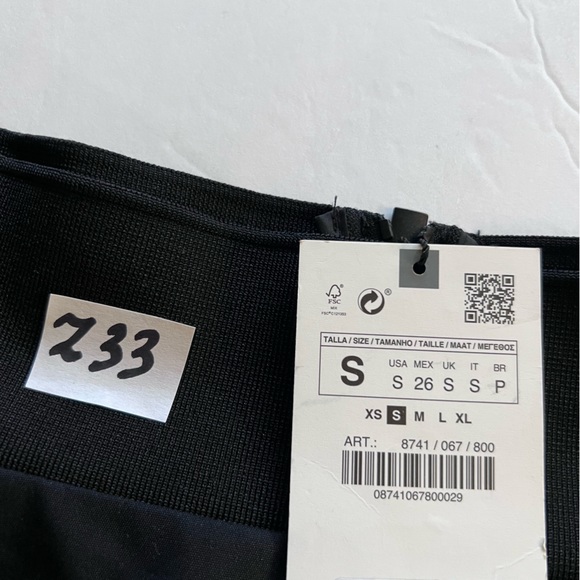 Z33
FSC
TALLA / SIZE / TAMANHO / TAILLE / MAAT / ΜΕΓΕΘΟΣ
S
USA MEX UK IT BR
S 26 S S P
XS S M L XL
ART.: 8741 / 067 / 800
08741067800029